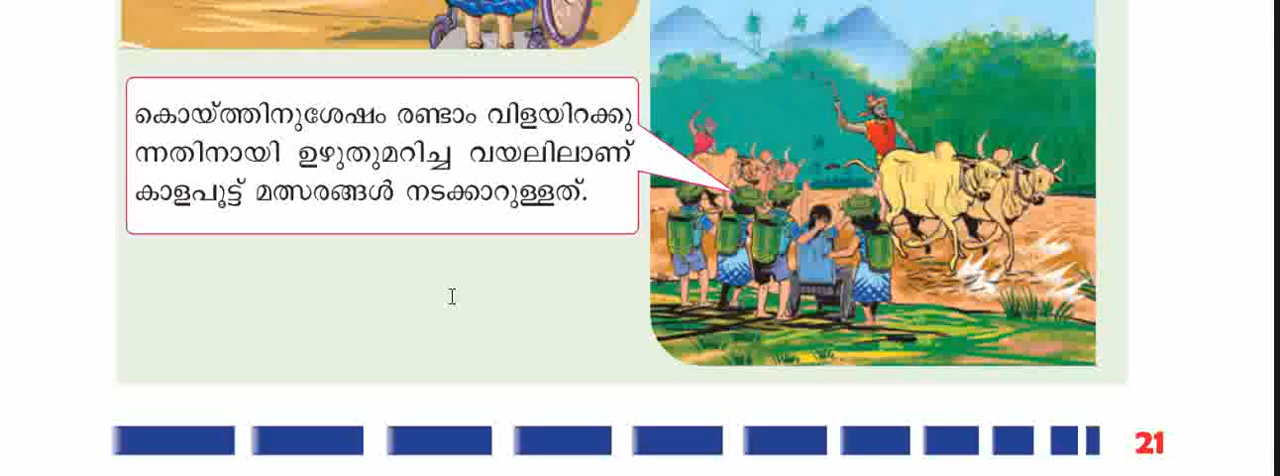 കൊയ്ത്തിനുശേഷം രണ്ടാം വിളയിറക്കു
ന്നതിനായി ഉഴുതുമറിച്ച വയലിലാണ്
കാളപൂട്ട് മത്സരങ്ങൾ നടക്കാറുള്ളത്.
21